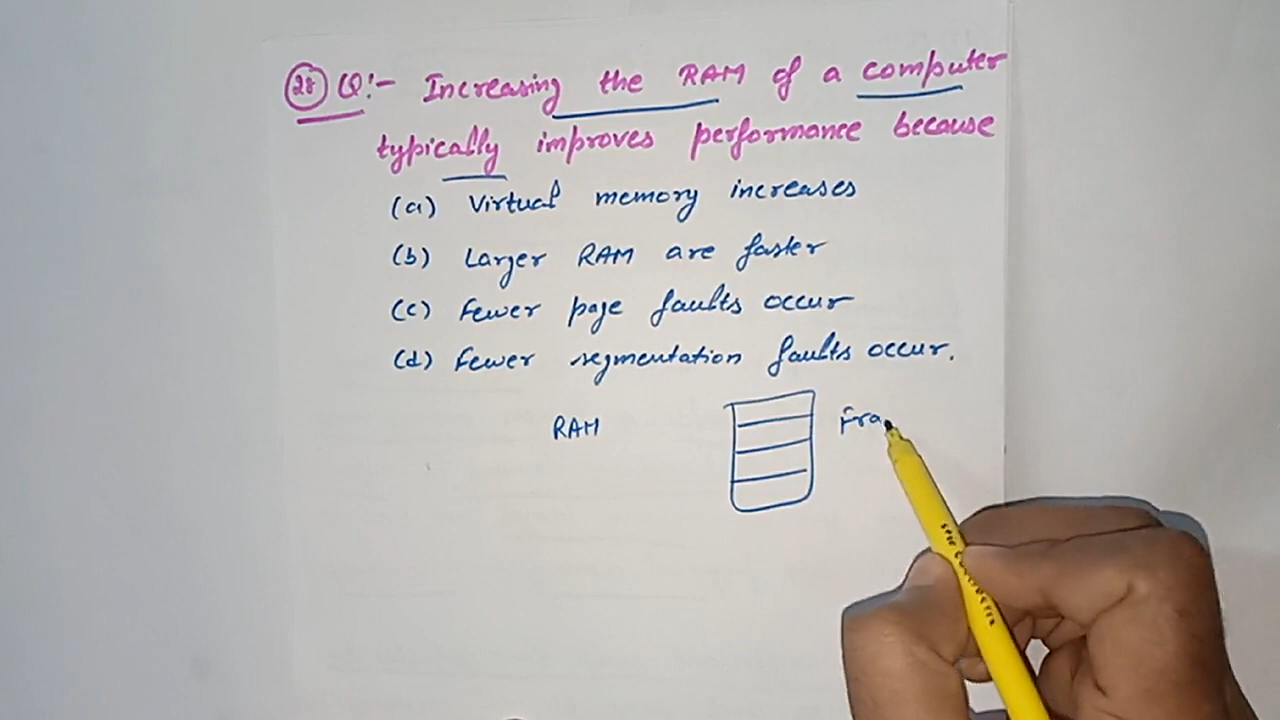 28 Q:- Increasing the RAM of a computer
typically improves performance because
(a) Virtual memory increases
(b) Larger RAM are faster
(c) Fewer page faults occur
(d) Fewer segmentation faults occur.
RAM
Fra